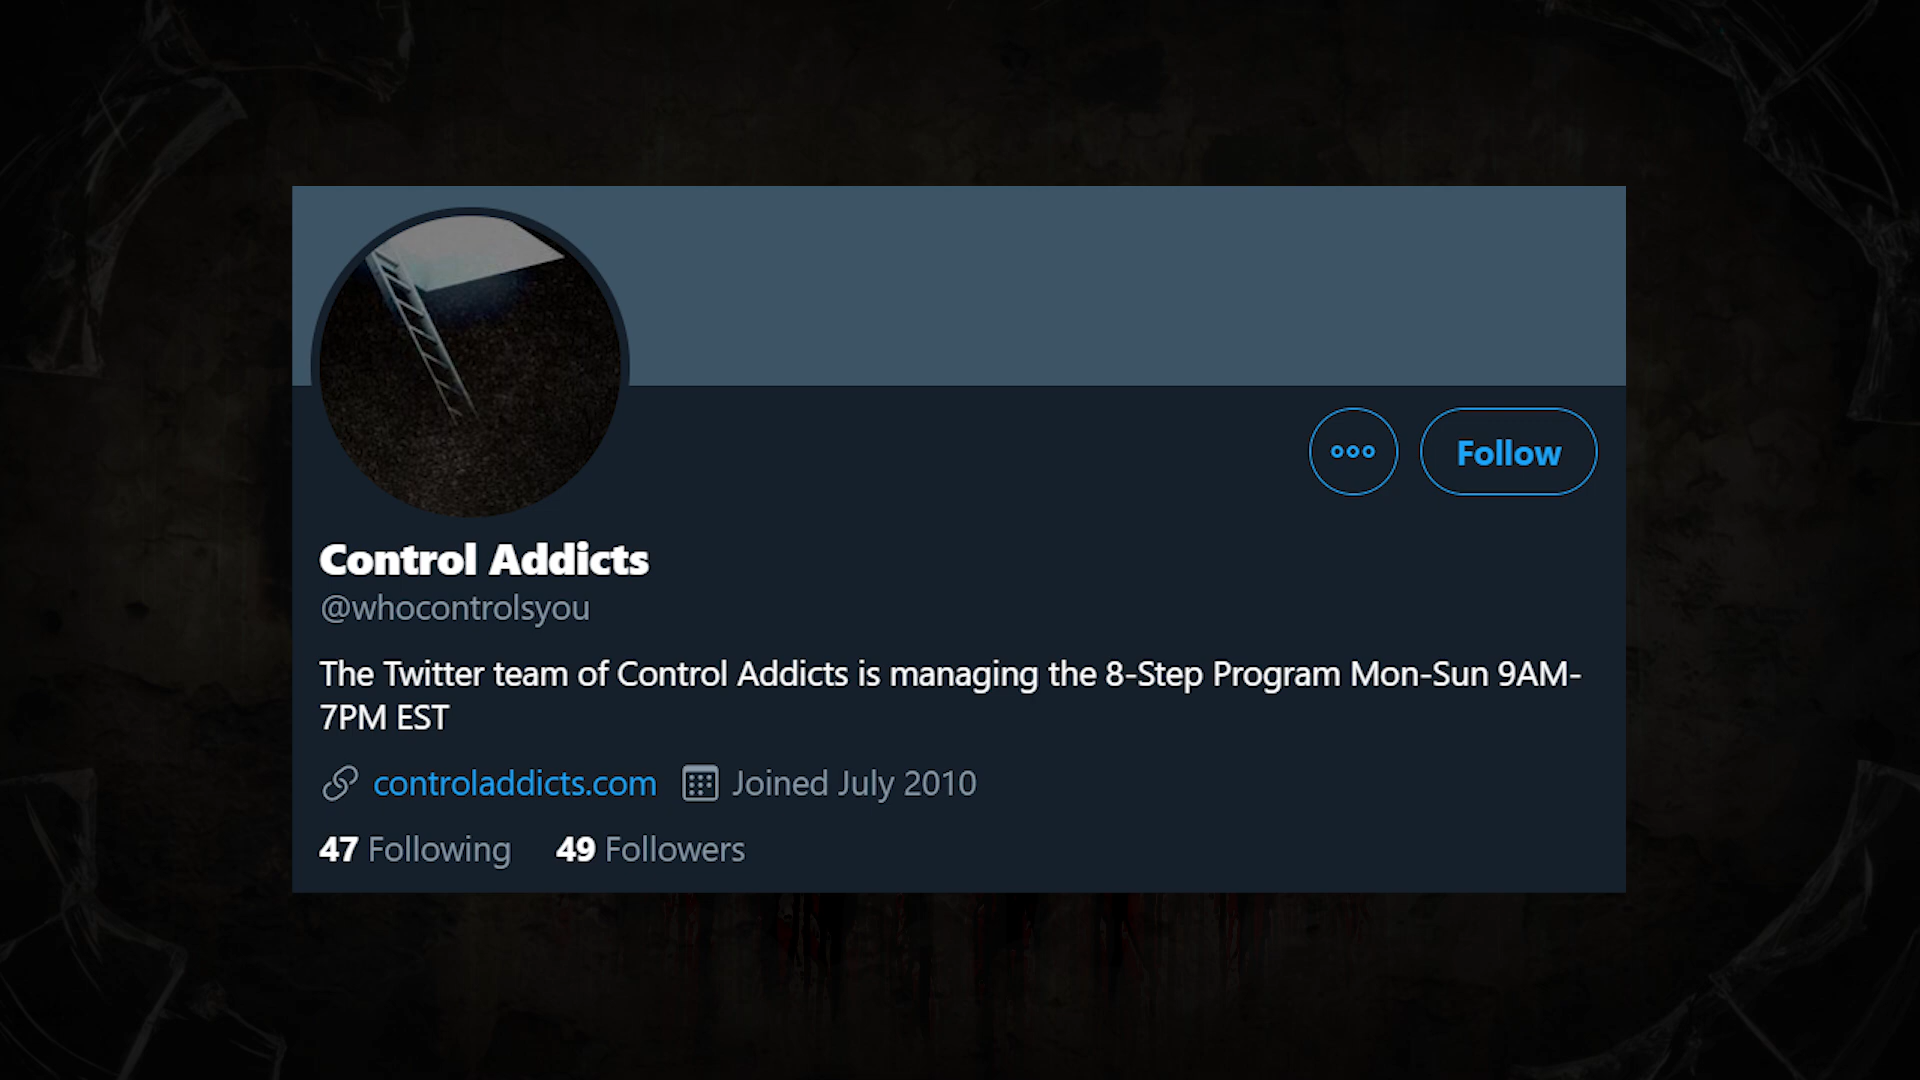 Follow
Control Addicts
@whocontrolsyou
The Twitter team of Control Addicts is managing the 8-Step Program Mon-Sun 9AM-
7PM EST
controladdicts.com Joined July 2010
47 Following 49 Followers